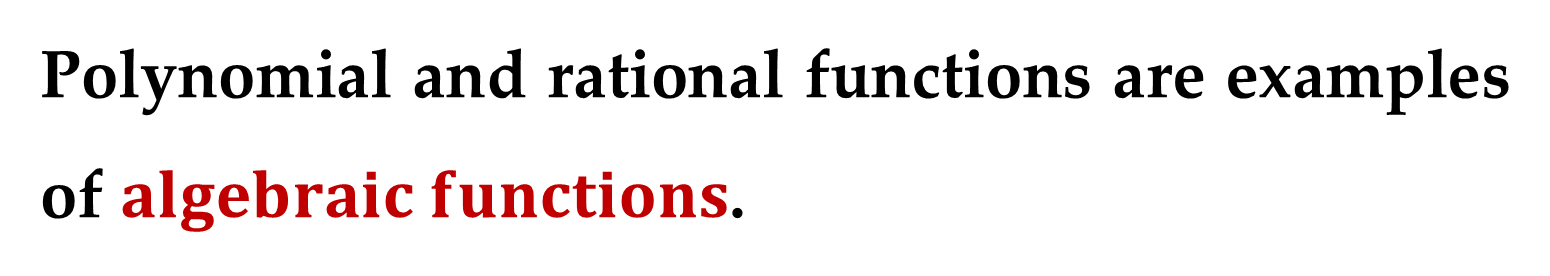 Polynomial and rational functions are examples
of algebraic functions.